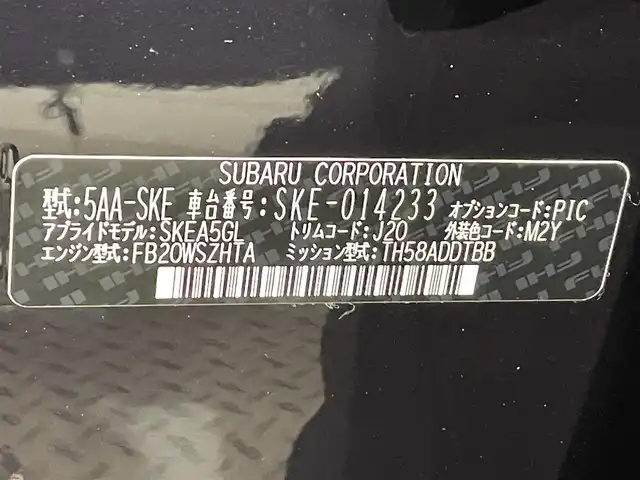 SUBARU CORPORATION
型式:5AA-SKE 車台番号:SKE-014233 オプションコード:PIC
アプライドモデル:SKEA5GL トリムコード:J20 外装色コード:M2Y
エンジン型式:FB20WSZHTA ミッション型式:TH58ADDTBB